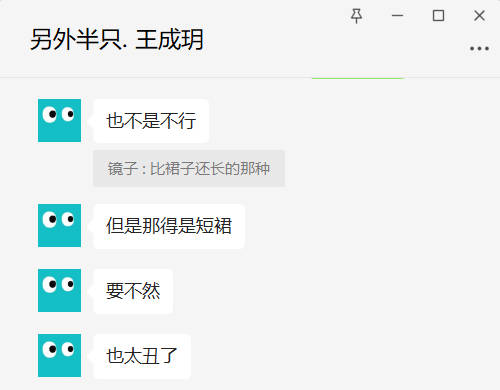 另外半只. 王成玥
也不是不行
镜子 : 比裙子还长的那种
但是那得是短裙
要不然
也太丑了